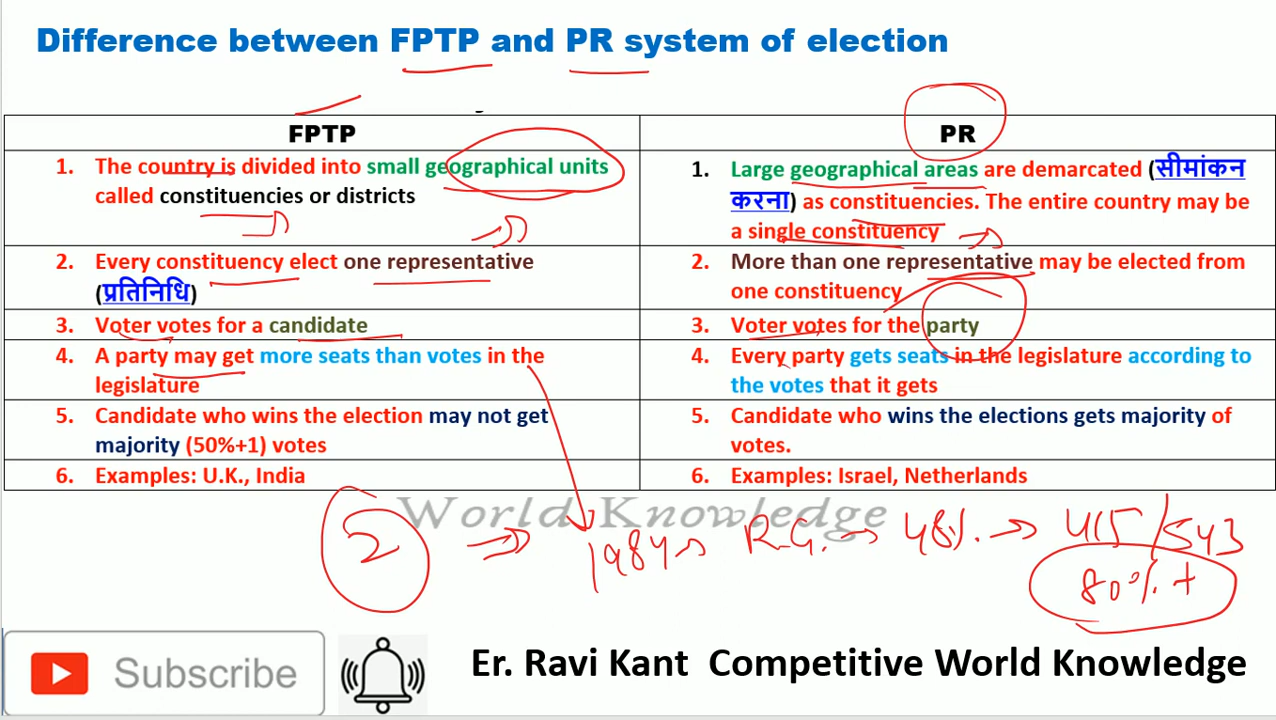 Difference between FPTP and PR system of election
FPTP
PR
1. The country is divided into small geographical units
called constituencies or districts
1. Large geographical areas are demarcated (सीमांकन
करना) as constituencies. The entire country may be
a single constituency
2. Every constituency elect one representative
(प्रतिनिधि)
2. More than one representative may be elected from
one constituency
3. Voter votes for a candidate
3. Voter votes for the party
4. A party may get more seats than votes in the
legislature
4. Every party gets seats in the legislature according to
the votes that it gets
5. Candidate who wins the election may not get
majority (50%+1) votes
5. Candidate who wins the elections gets majority of
votes.
6. Examples: U.K., India
6. Examples: Israel, Netherlands
World Knowledge
2 → 1984 → R.G. → 48% → 415/543
80% +
Subscribe
Er. Ravi Kant Competitive World Knowledge